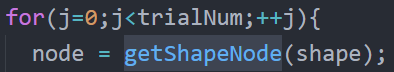 for(j=0;j<trialNum;++j){
node = getShapeNode(shape);